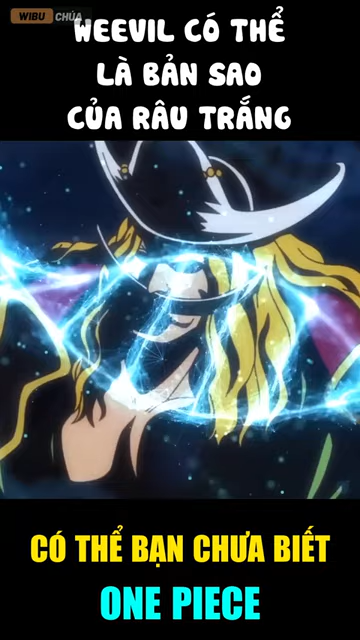 WIBU CHÚA
WEEVIL CÓ THỂ
LÀ BẢN SAO
CỦA RÂU TRẮNG
CÓ THỂ BẠN CHƯA BIẾT
ONE PIECE